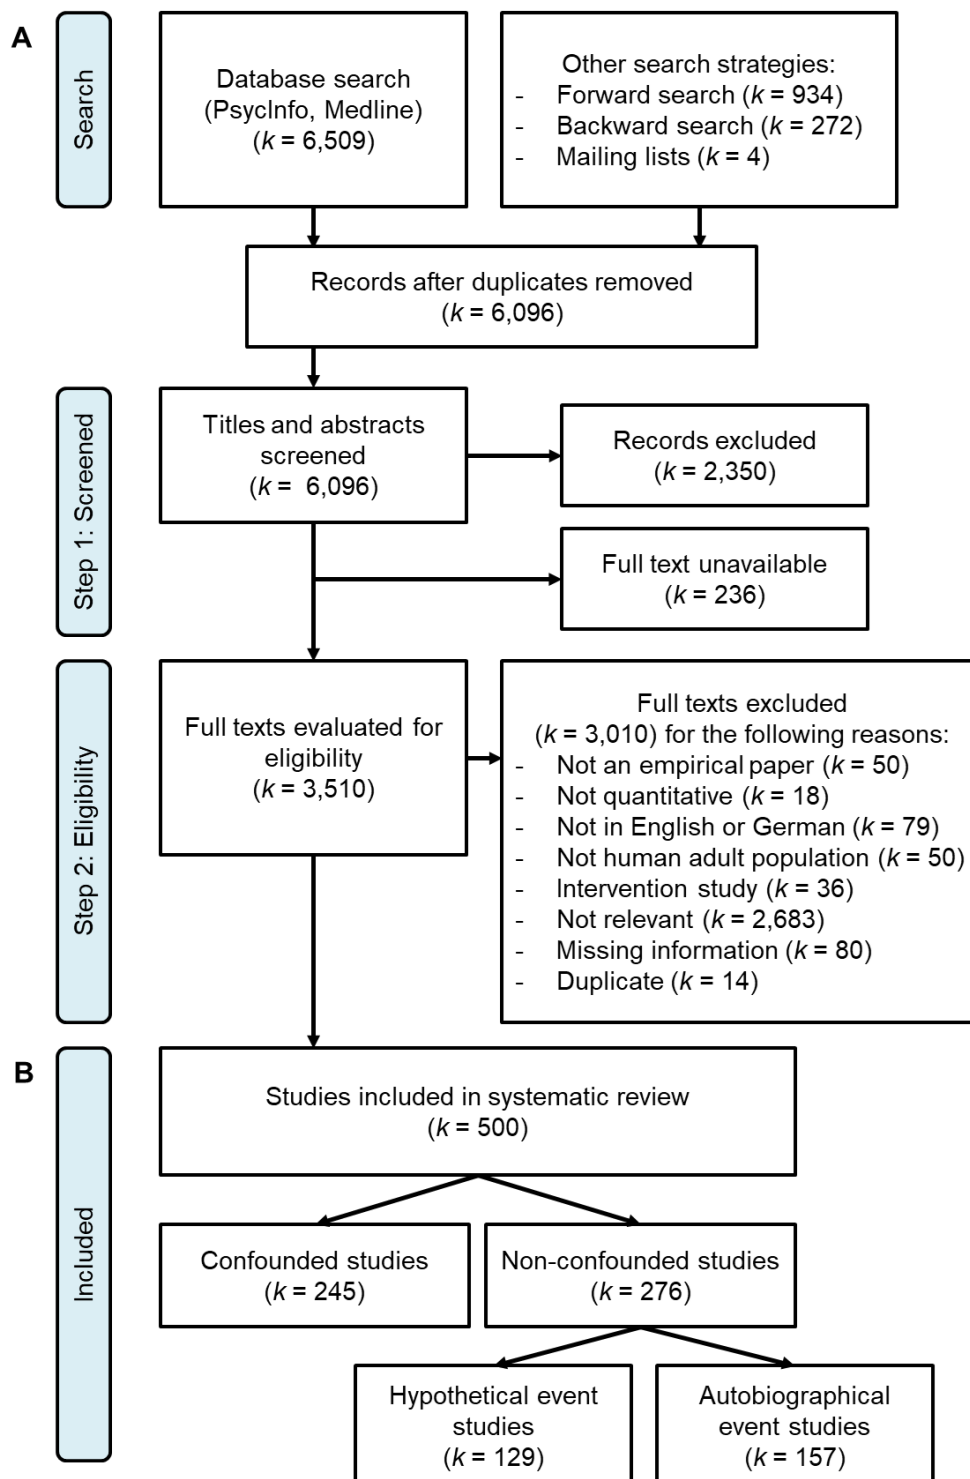 A
Search
Database search
(PsycInfo, Medline)
(k = 6,509)
Other search strategies:
- Forward search (k = 934)
- Backward search (k = 272)
- Mailing lists (k = 4)
Records after duplicates removed
(k = 6,096)
Step 1: Screened
Titles and abstracts
screened
(k = 6,096)
Records excluded
(k = 2,350)
Full text unavailable
(k = 236)
Step 2: Eligibility
Full texts evaluated for
eligibility
(k = 3,510)
Full texts excluded
(k = 3,010) for the following reasons:
- Not an empirical paper (k = 50)
- Not quantitative (k = 18)
- Not in English or German (k = 79)
- Not human adult population (k = 50)
- Intervention study (k = 36)
- Not relevant (k = 2,683)
- Missing information (k = 80)
- Duplicate (k = 14)
B
Included
Studies included in systematic review
(k = 500)
Confounded studies
(k = 245)
Non-confounded studies
(k = 276)
Hypothetical event
studies
(k = 129)
Autobiographical
event studies
(k = 157)